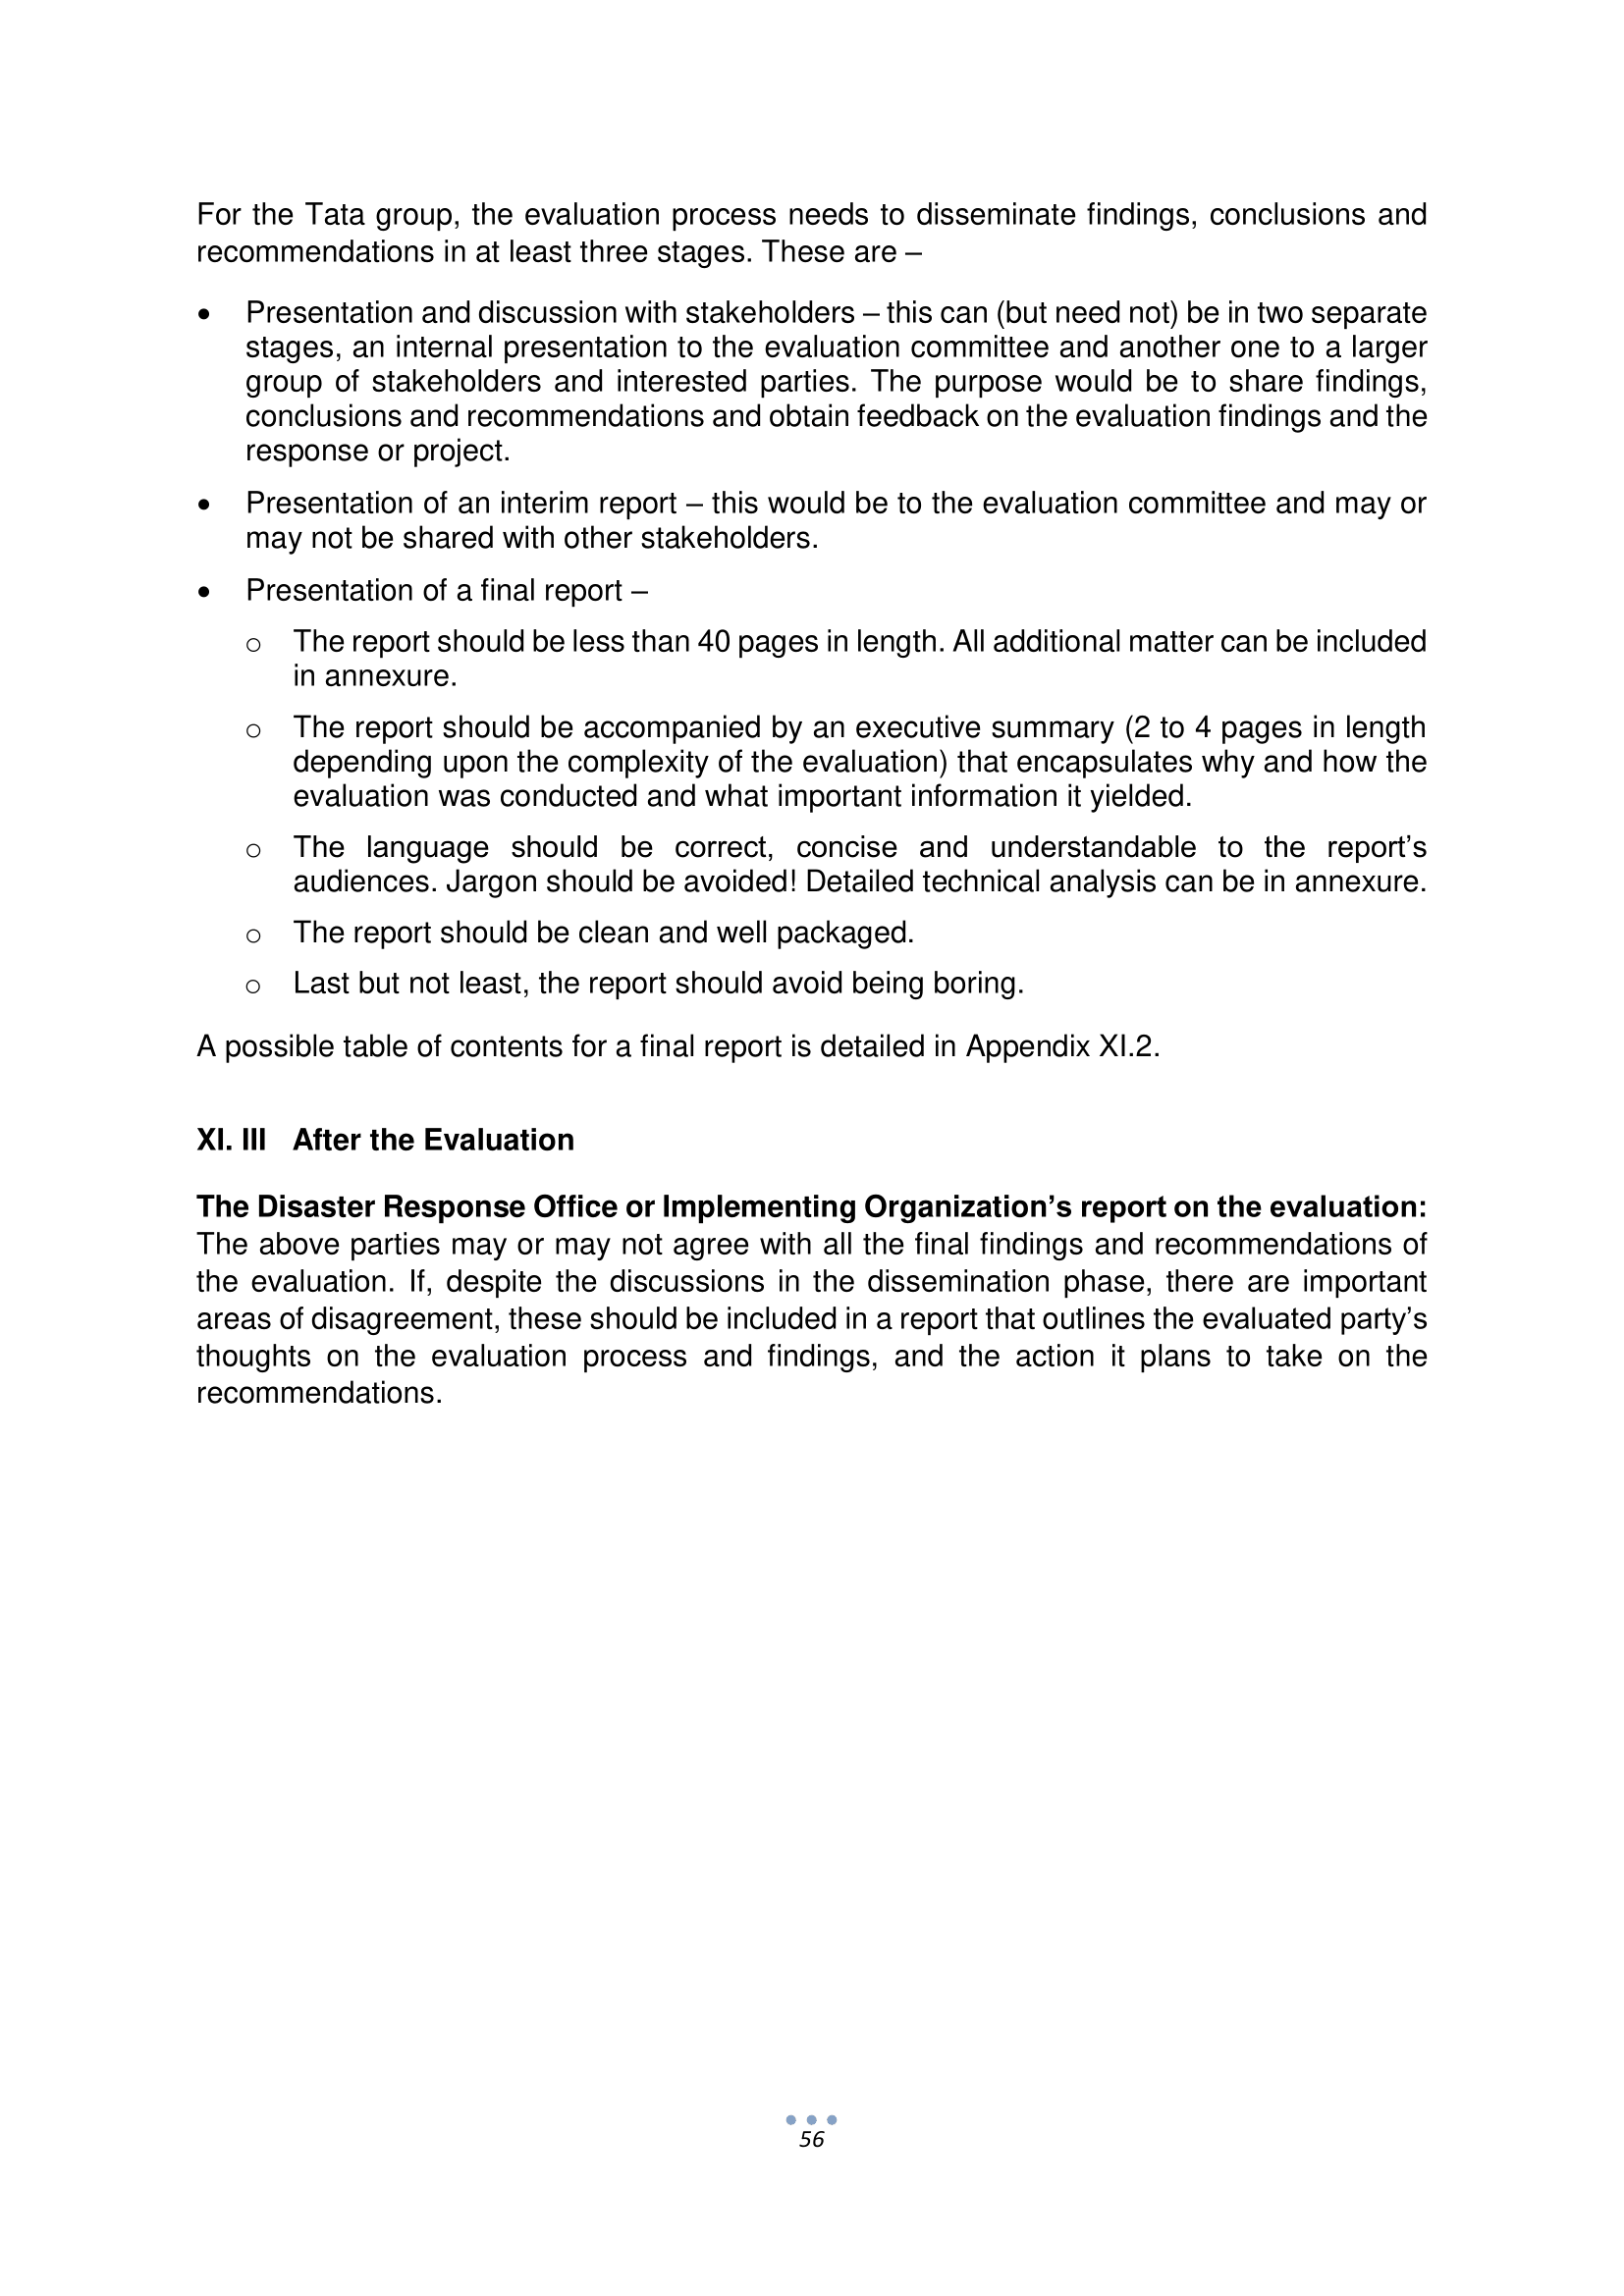 For the Tata group, the evaluation process needs to disseminate findings, conclusions and
recommendations in at least three stages. These are –
• Presentation and discussion with stakeholders – this can (but need not) be in two separate
stages, an internal presentation to the evaluation committee and another one to a larger
group of stakeholders and interested parties. The purpose would be to share findings,
conclusions and recommendations and obtain feedback on the evaluation findings and the
response or project.
• Presentation of an interim report – this would be to the evaluation committee and may or
may not be shared with other stakeholders.
• Presentation of a final report –
o The report should be less than 40 pages in length. All additional matter can be included
in annexure.
o The report should be accompanied by an executive summary (2 to 4 pages in length
depending upon the complexity of the evaluation) that encapsulates why and how the
evaluation was conducted and what important information it yielded.
o The language should be correct, concise and understandable to the report’s
audiences. Jargon should be avoided! Detailed technical analysis can be in annexure.
o The report should be clean and well packaged.
o Last but not least, the report should avoid being boring.
A possible table of contents for a final report is detailed in Appendix XI.2.
XI. III After the Evaluation
The Disaster Response Office or Implementing Organization’s report on the evaluation:
The above parties may or may not agree with all the final findings and recommendations of
the evaluation. If, despite the discussions in the dissemination phase, there are important
areas of disagreement, these should be included in a report that outlines the evaluated party’s
thoughts on the evaluation process and findings, and the action it plans to take on the
recommendations.
56